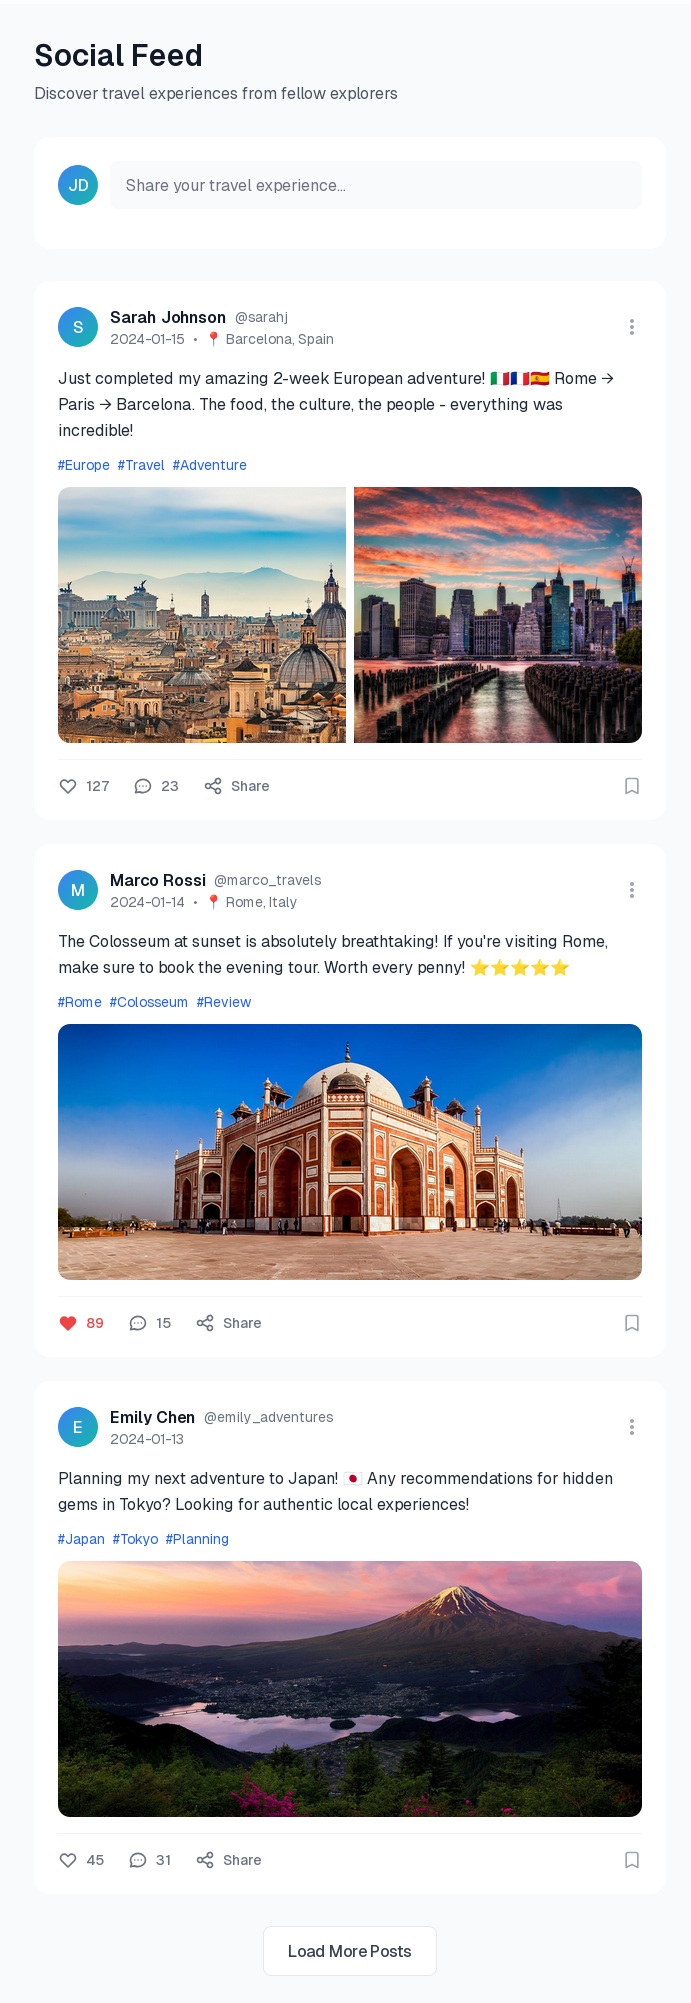 Social Feed
Discover travel experiences from fellow explorers
JD
Share your travel experience...
S
Sarah Johnson @sarahj
2024-01-15 • 📍 Barcelona, Spain
Just completed my amazing 2-week European adventure! 🇮🇹🇫🇷🇪🇸 Rome →
Paris → Barcelona. The food, the culture, the people - everything was
incredible!
#Europe #Travel #Adventure
127 23 Share
M
Marco Rossi @marco_travels
2024-01-14 • 📍 Rome, Italy
The Colosseum at sunset is absolutely breathtaking! If you're visiting Rome,
make sure to book the evening tour. Worth every penny! ⭐⭐⭐⭐⭐
#Rome #Colosseum #Review
89 15 Share
E
Emily Chen @emily_adventures
2024-01-13
Planning my next adventure to Japan! 🇯🇵 Any recommendations for hidden
gems in Tokyo? Looking for authentic local experiences!
#Japan #Tokyo #Planning
45 31 Share
Load More Posts